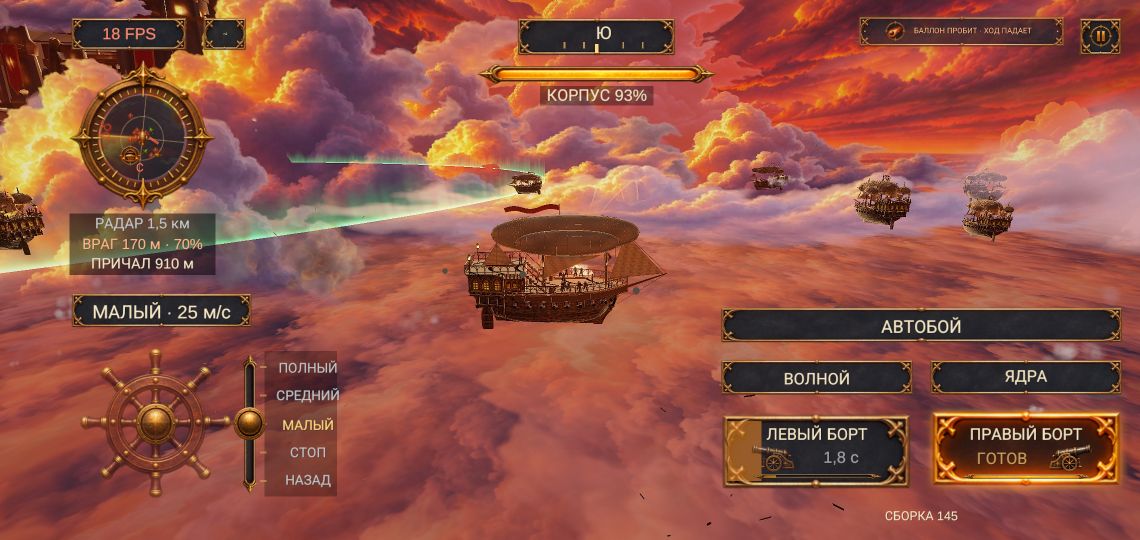 18 FPS
Ю
БАЛЛОН ПРОБИТ · ХОД ПАДАЕТ
КОРПУС 93%
РАДАР 1,5 км
ВРАГ 170 м · 70%
ПРИЧАЛ 910 м
МАЛЫЙ · 25 м/с
ПОЛНЫЙ
СРЕДНИЙ
МАЛЫЙ
СТОП
НАЗАД
АВТОБОЙ
ВОЛНОЙ
ЯДРА
ЛЕВЫЙ БОРТ
1,8 с
ПРАВЫЙ БОРТ
ГОТОВ
СБОРКА 145